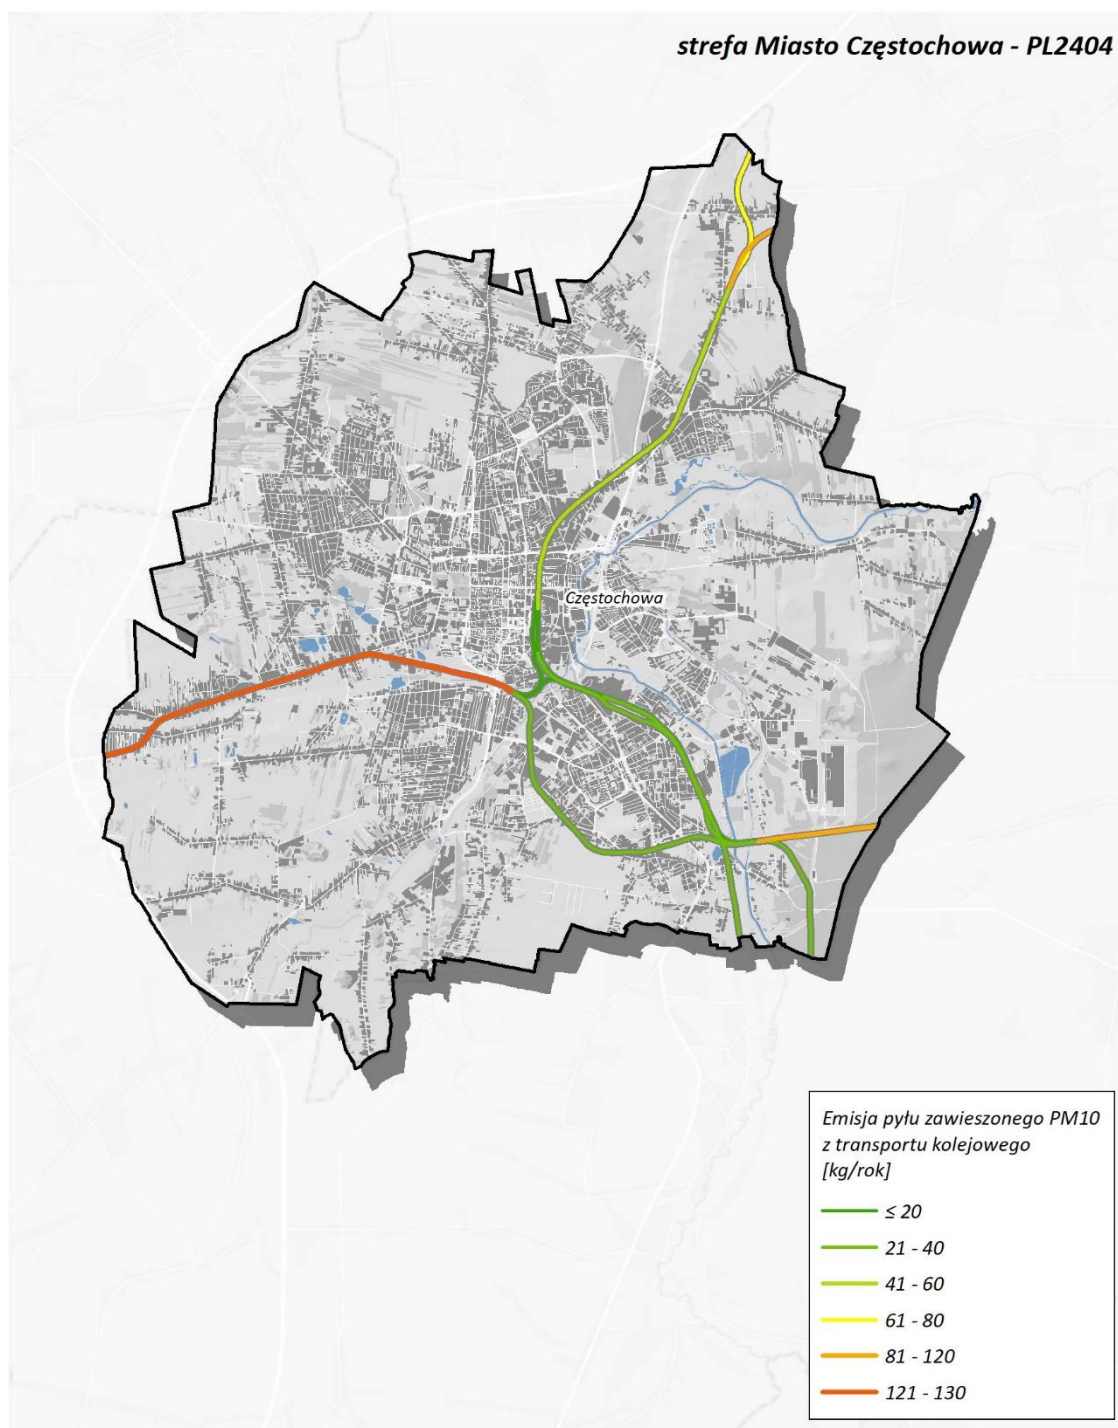 strefa Miasto Częstochowa - PL2404
Częstochowa
Emisja pyłu zawieszonego PM10
z transportu kolejowego
[kg/rok]
≤ 20
21 - 40
41 - 60
61 - 80
81 - 120
121 - 130